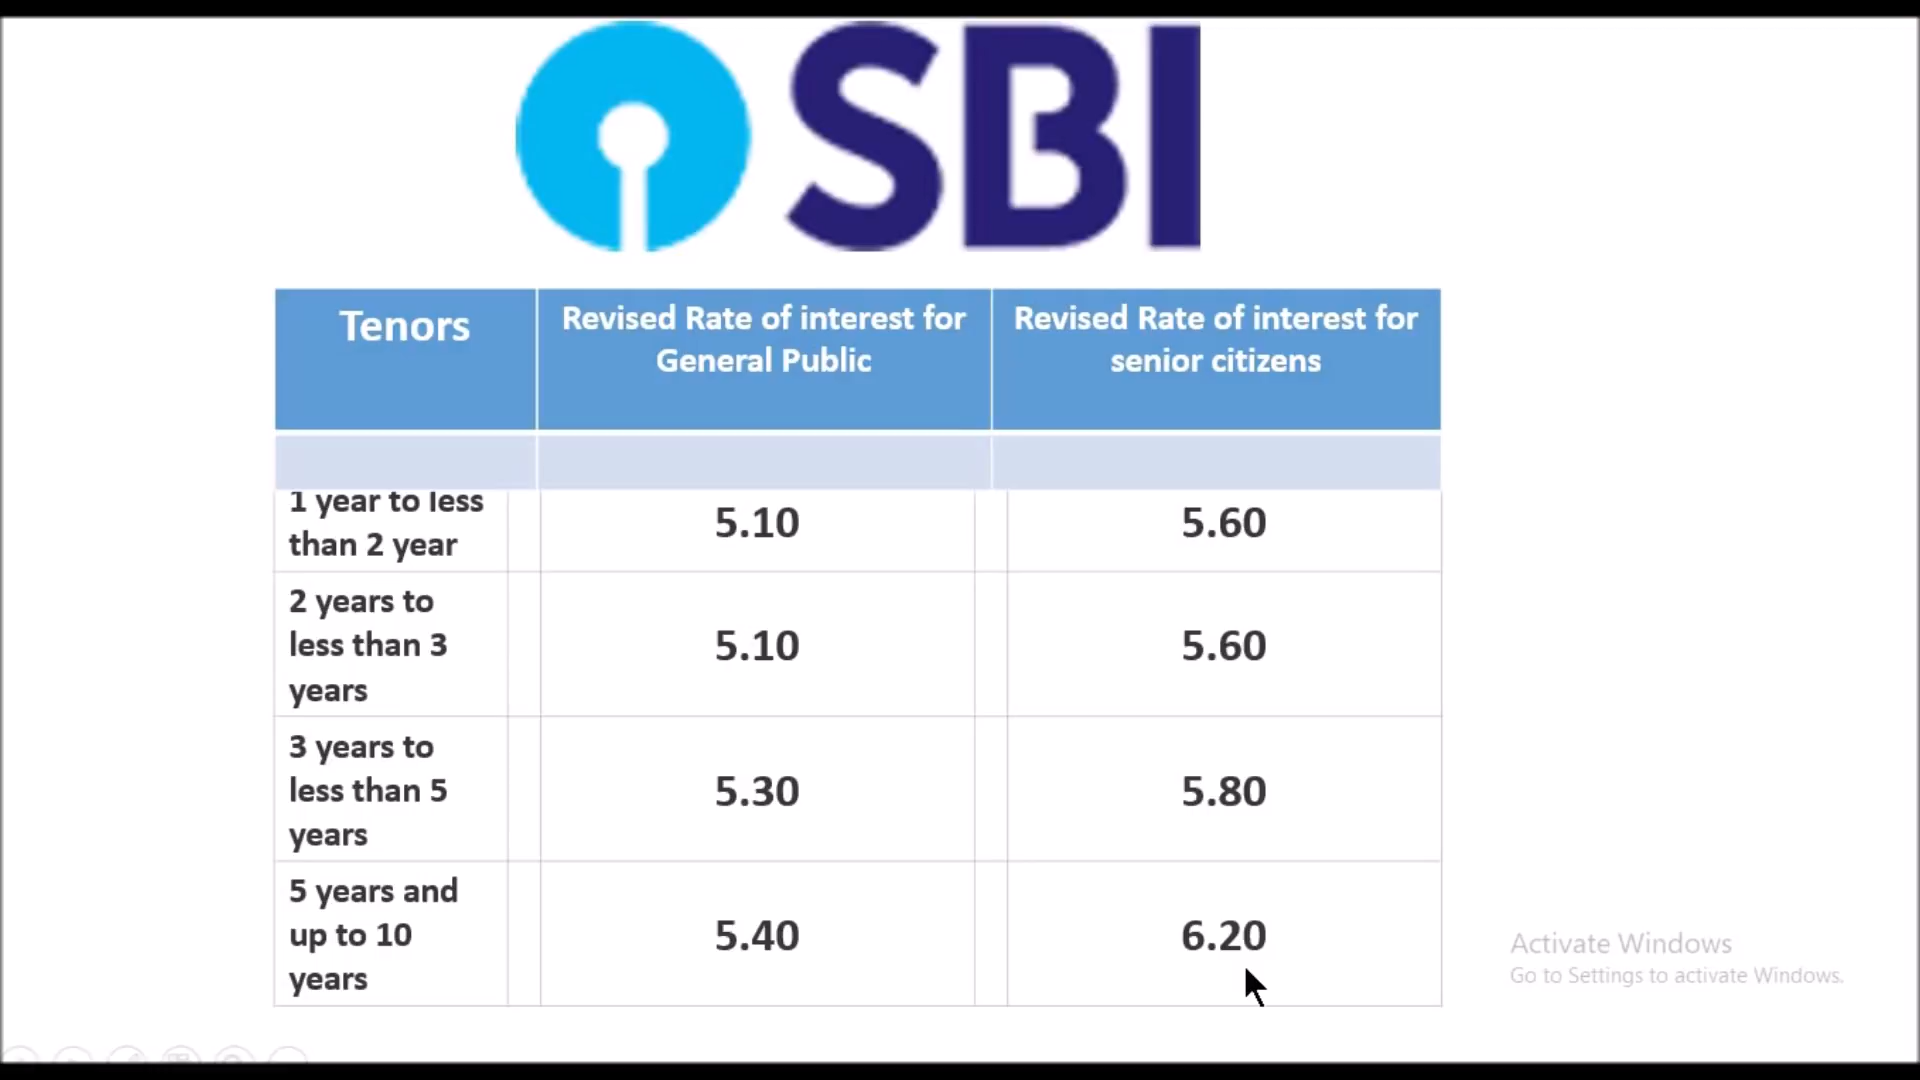 SBI
Tenors
Revised Rate of interest for
General Public
Revised Rate of interest for
senior citizens
1 year to less
than 2 year
5.10
5.60
2 years to
less than 3
years
5.10
5.60
3 years to
less than 5
years
5.30
5.80
5 years and
up to 10
years
5.40
6.20
Activate Windows
Go to Settings to activate Windows.